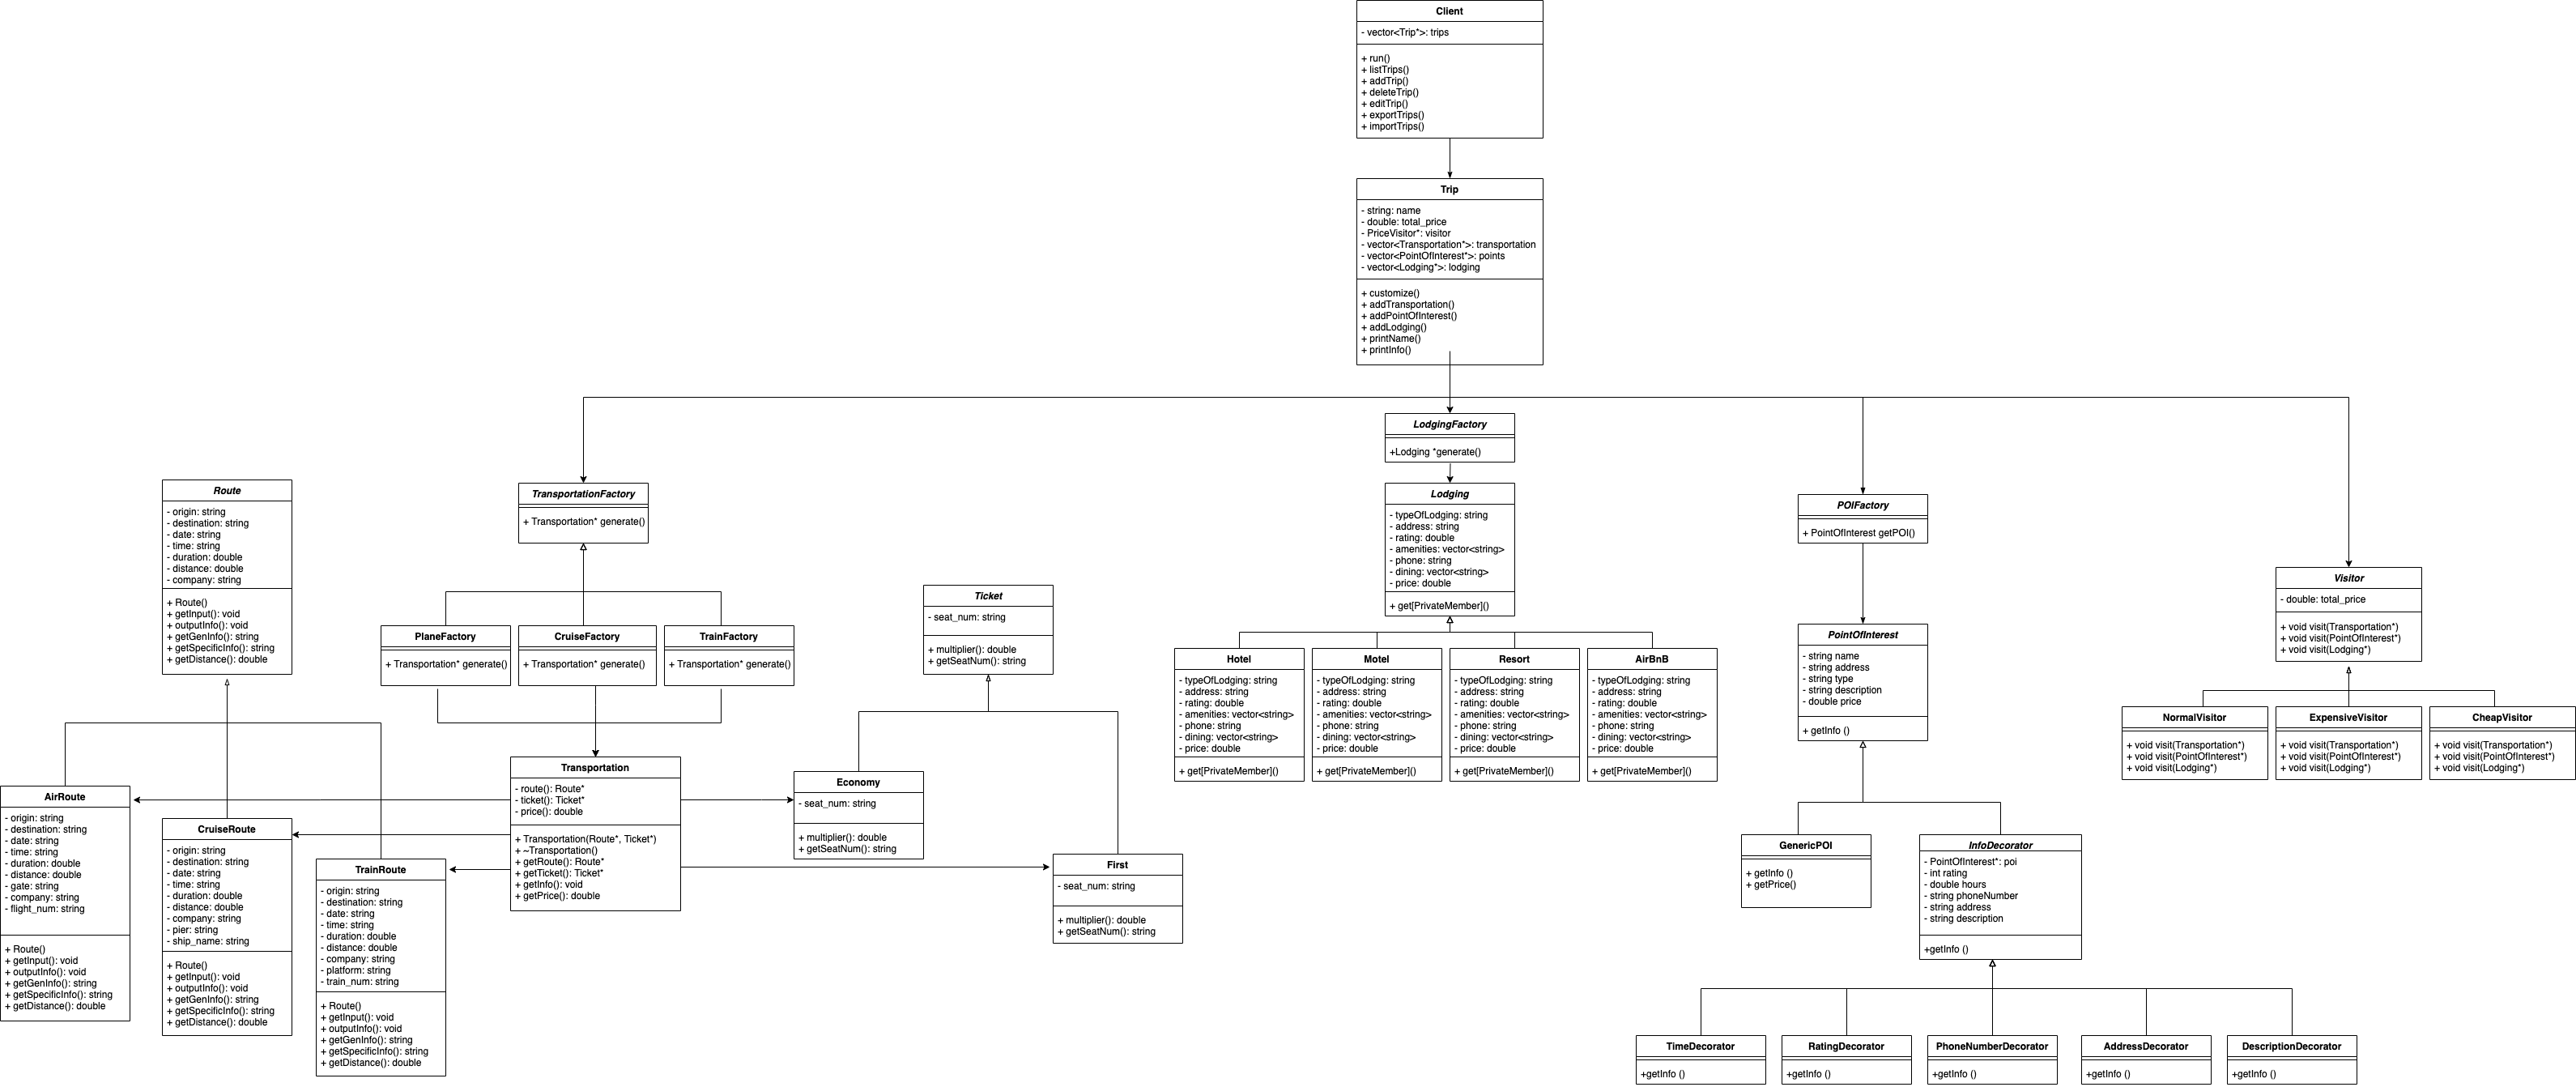 Client
- vector<Trip*>: trips
+ run()
+ listTrips()
+ addTrip()
+ deleteTrip()
+ editTrip()
+ exportTrips()
+ importTrips()
Trip
- string: name
- double: total_price
- PriceVisitor*: visitor
- vector<Transportation*>: transportation
- vector<PointOfInterest*>: points
- vector<Lodging*>: lodging
+ customize()
+ addTransportation()
+ addPointOfInterest()
+ addLodging()
+ printName()
+ printInfo()
Route
- origin: string
- destination: string
- date: string
- time: string
- duration: double
- distance: double
- company: string
+ Route()
+ getInput(): void
+ outputInfo(): void
+ getGenInfo(): string
+ getSpecificInfo(): string
+ getDistance(): double
TransportationFactory
+ Transportation* generate()
PlaneFactory
+ Transportation* generate()
CruiseFactory
+ Transportation* generate()
TrainFactory
+ Transportation* generate()
Ticket
- seat_num: string
+ multiplier(): double
+ getSeatNum(): string
LodgingFactory
+Lodging *generate()
Lodging
- typeOfLodging: string
- address: string
- rating: double
- amenities: vector<string>
- phone: string
- dining: vector<string>
- price: double
+ get[PrivateMember]()
Hotel
- typeOfLodging: string
- address: string
- rating: double
- amenities: vector<string>
- phone: string
- dining: vector<string>
- price: double
+ get[PrivateMember]()
Motel
- typeOfLodging: string
- address: string
- rating: double
- amenities: vector<string>
- phone: string
- dining: vector<string>
- price: double
+ get[PrivateMember]()
Resort
- typeOfLodging: string
- address: string
- rating: double
- amenities: vector<string>
- phone: string
- dining: vector<string>
- price: double
+ get[PrivateMember]()
AirBnB
- typeOfLodging: string
- address: string
- rating: double
- amenities: vector<string>
- phone: string
- dining: vector<string>
- price: double
+ get[PrivateMember]()
POIFactory
+ PointOfInterest getPOI()
PointOfInterest
- string name
- string address
- string type
- string description
- double price
+ getInfo ()
Visitor
- double: total_price
+ void visit(Transportation*)
+ void visit(PointOfInterest*)
+ void visit(Lodging*)
NormalVisitor
+ void visit(Transportation*)
+ void visit(PointOfInterest*)
+ void visit(Lodging*)
ExpensiveVisitor
+ void visit(Transportation*)
+ void visit(PointOfInterest*)
+ void visit(Lodging*)
CheapVisitor
+ void visit(Transportation*)
+ void visit(PointOfInterest*)
+ void visit(Lodging*)
AirRoute
- origin: string
- destination: string
- date: string
- time: string
- duration: double
- distance: double
- gate: string
- company: string
- flight_num: string
+ Route()
+ getInput(): void
+ outputInfo(): void
+ getGenInfo(): string
+ getSpecificInfo(): string
+ getDistance(): double
CruiseRoute
- origin: string
- destination: string
- date: string
- time: string
- duration: double
- distance: double
- company: string
- pier: string
- ship_name: string
+ Route()
+ getInput(): void
+ outputInfo(): void
+ getGenInfo(): string
+ getSpecificInfo(): string
+ getDistance(): double
TrainRoute
- origin: string
- destination: string
- date: string
- time: string
- duration: double
- distance: double
- company: string
- platform: string
- train_num: string
+ Route()
+ getInput(): void
+ outputInfo(): void
+ getGenInfo(): string
+ getSpecificInfo(): string
+ getDistance(): double
Transportation
- route(): Route*
- ticket(): Ticket*
- price(): double
+ Transportation(Route*, Ticket*)
+ ~Transportation()
+ getRoute(): Route*
+ getTicket(): Ticket*
+ getInfo(): void
+ getPrice(): double
Economy
- seat_num: string
+ multiplier(): double
+ getSeatNum(): string
First
- seat_num: string
+ multiplier(): double
+ getSeatNum(): string
GenericPOI
+ getInfo ()
+ getPrice()
InfoDecorator
- PointOfInterest*: poi
- int rating
- double hours
- string phoneNumber
- string address
- string description
+getInfo ()
TimeDecorator
+getInfo ()
RatingDecorator
+getInfo ()
PhoneNumberDecorator
+getInfo ()
AddressDecorator
+getInfo ()
DescriptionDecorator
+getInfo ()